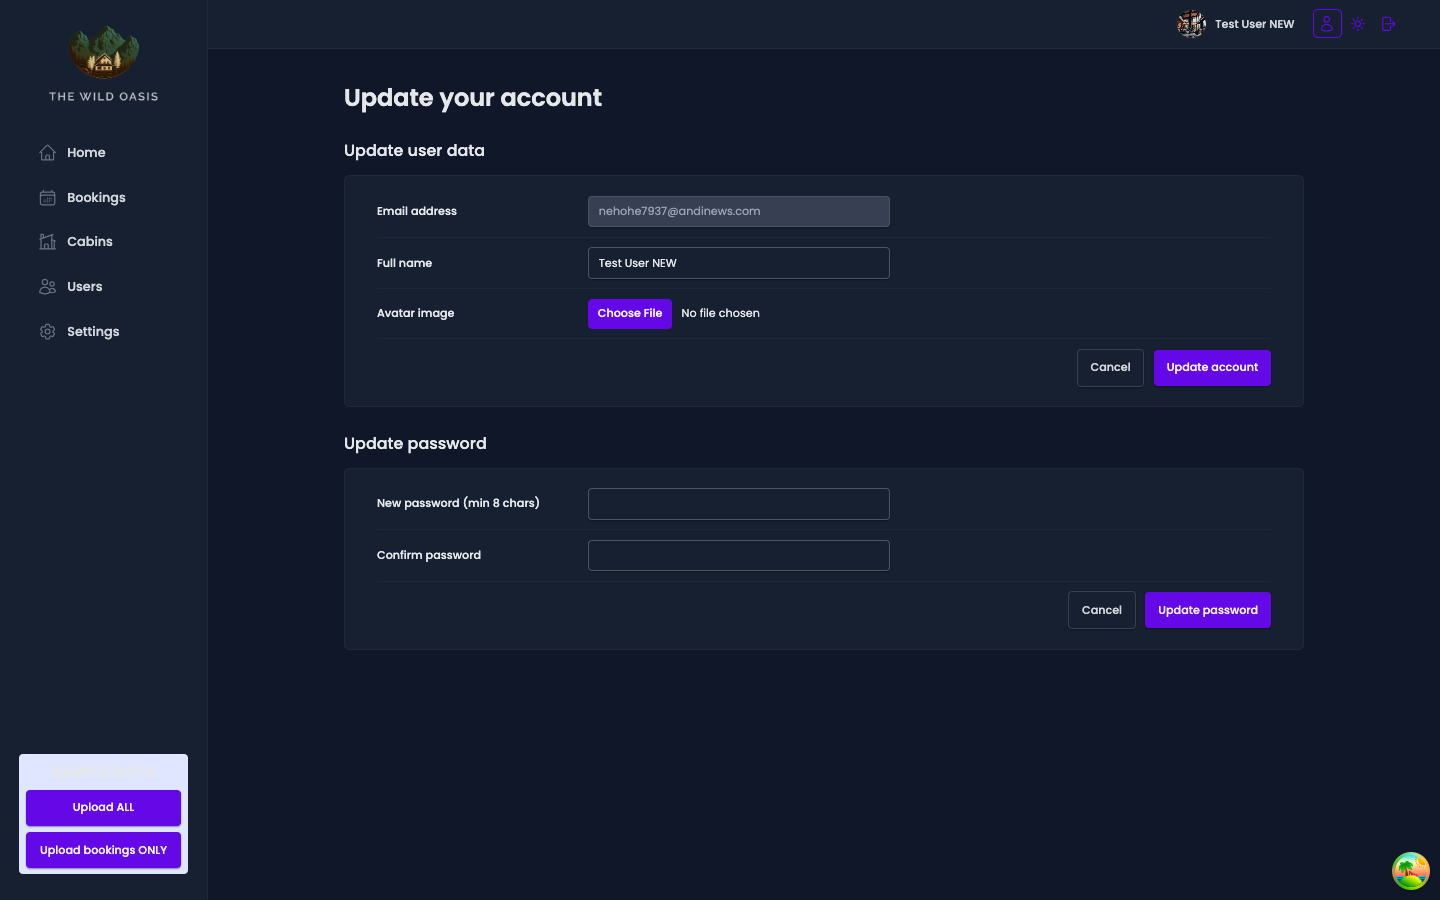 THE WILD OASIS
Home
Bookings
Cabins
Users
Settings
Upload ALL
Upload bookings ONLY
Test User NEW
Update your account
Update user data
Email address
nehohe7937@andinews.com
Full name
Test User NEW
Avatar image
Choose File No file chosen
Cancel
Update account
Update password
New password (min 8 chars)
Confirm password
Cancel
Update password